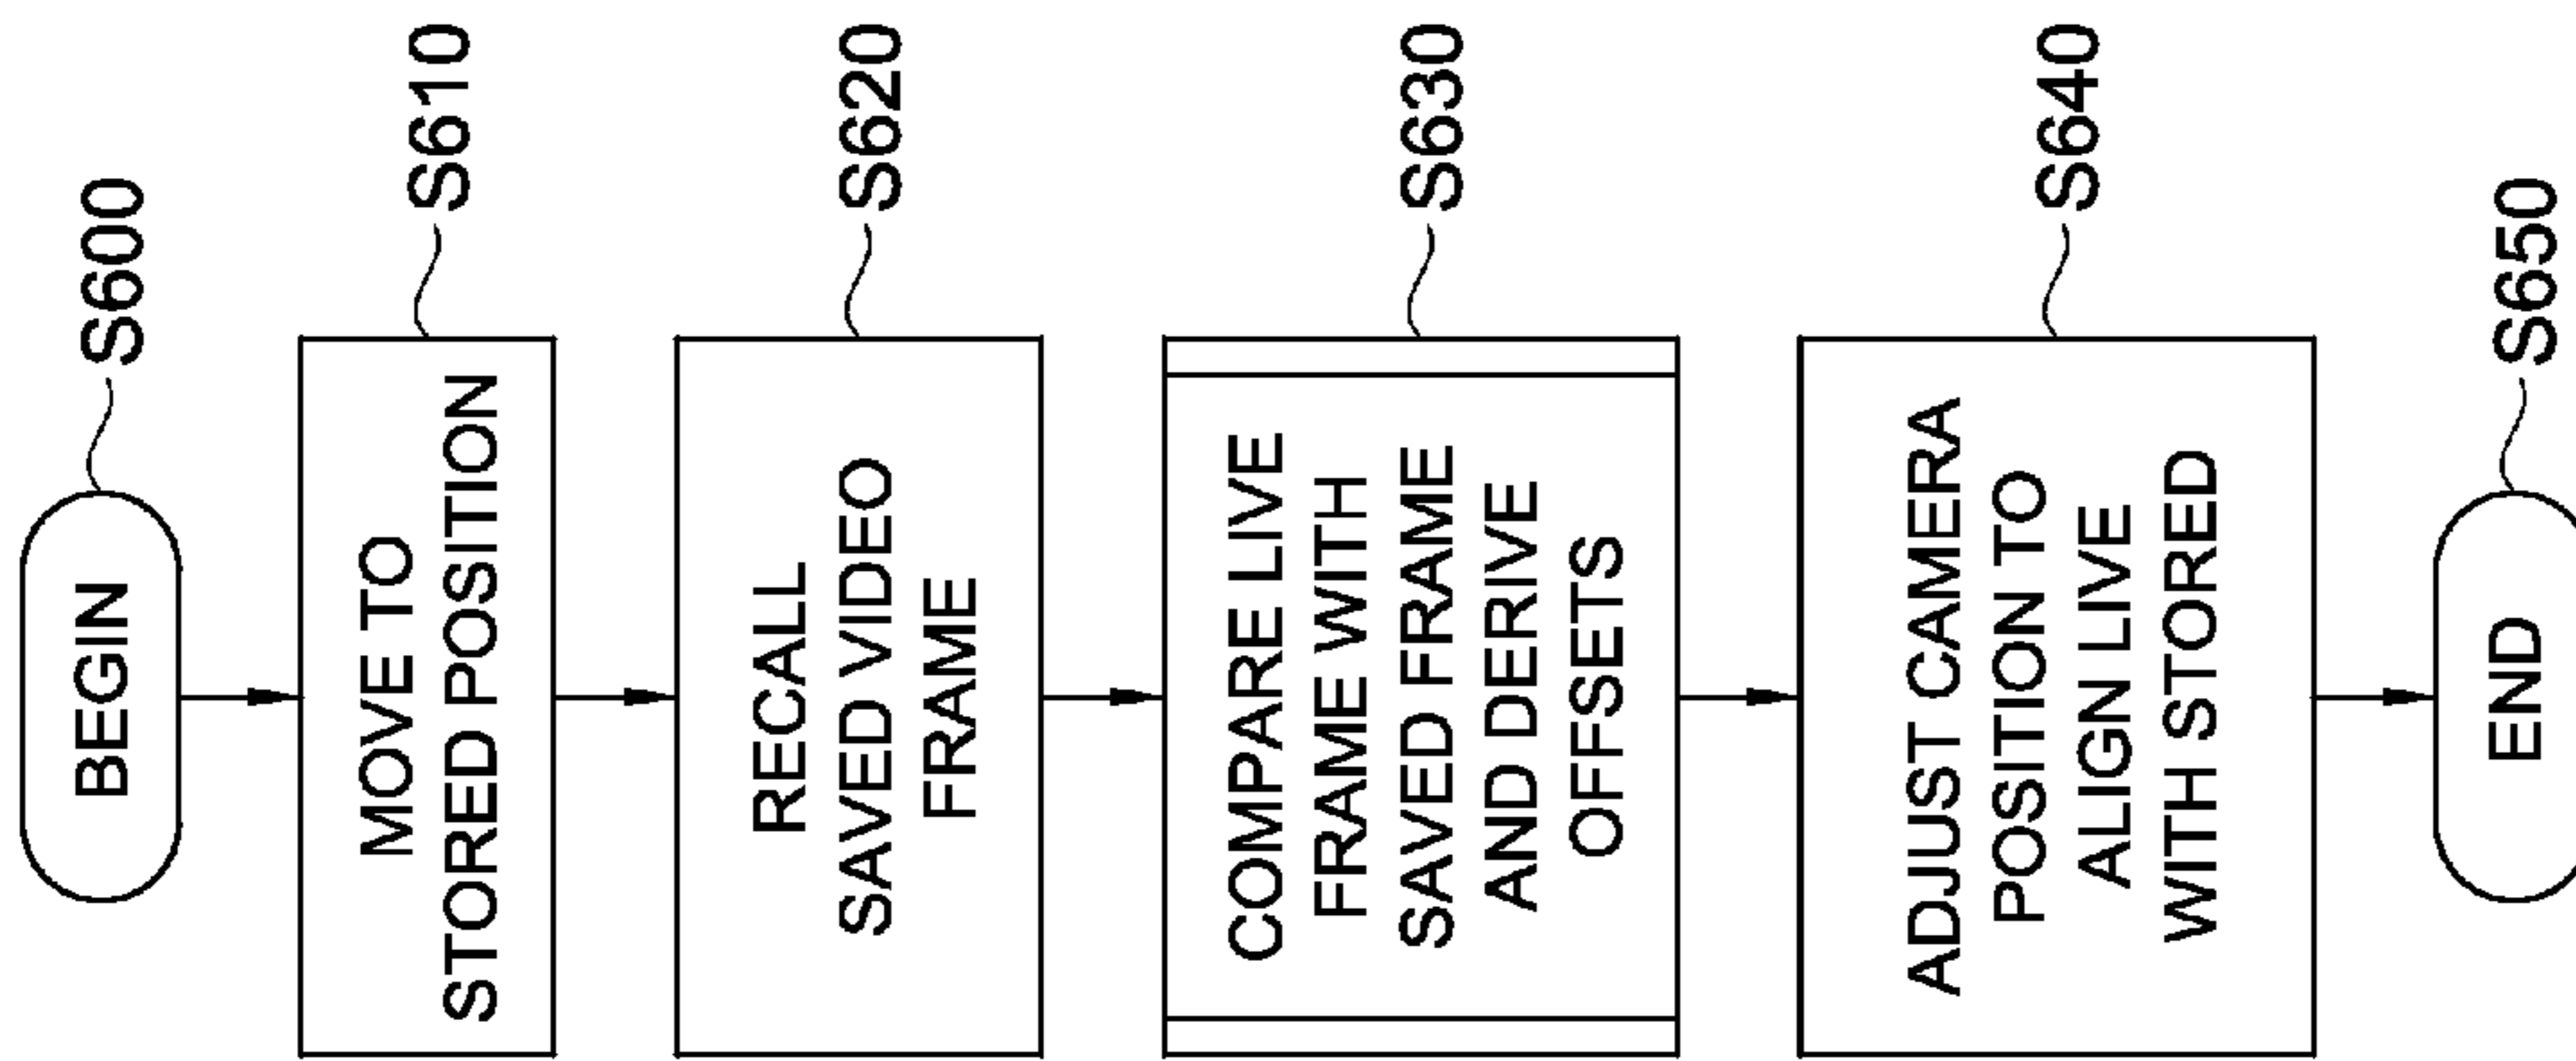 BEGIN
S600
MOVE TO
STORED POSITION
S610
RECALL
SAVED VIDEO
FRAME
S620
COMPARE LIVE
FRAME WITH
SAVED FRAME
AND DERIVE
OFFSETS
S630
ADJUST CAMERA
POSITION TO
ALIGN LIVE
WITH STORED
S640
END
S650